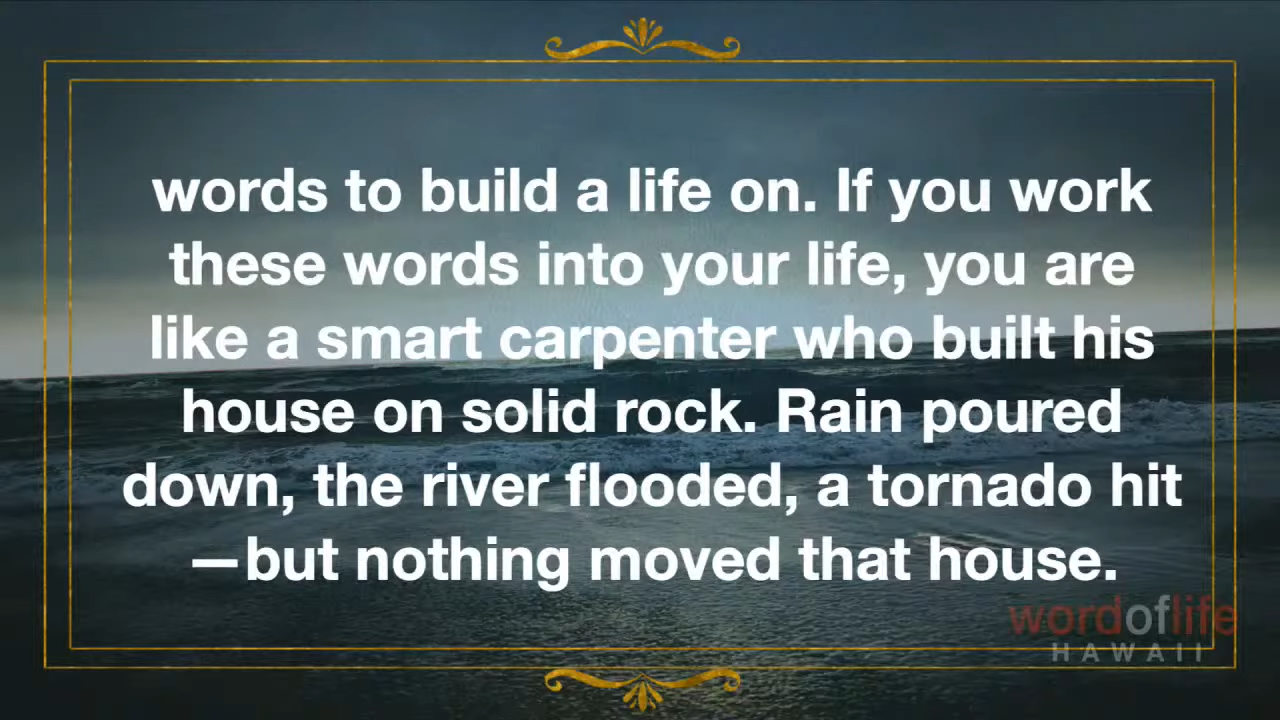 words to build a life on. If you work
these words into your life, you are
like a smart carpenter who built his
house on solid rock. Rain poured
down, the river flooded, a tornado hit
—but nothing moved that house.
wordoflife
HAWAII